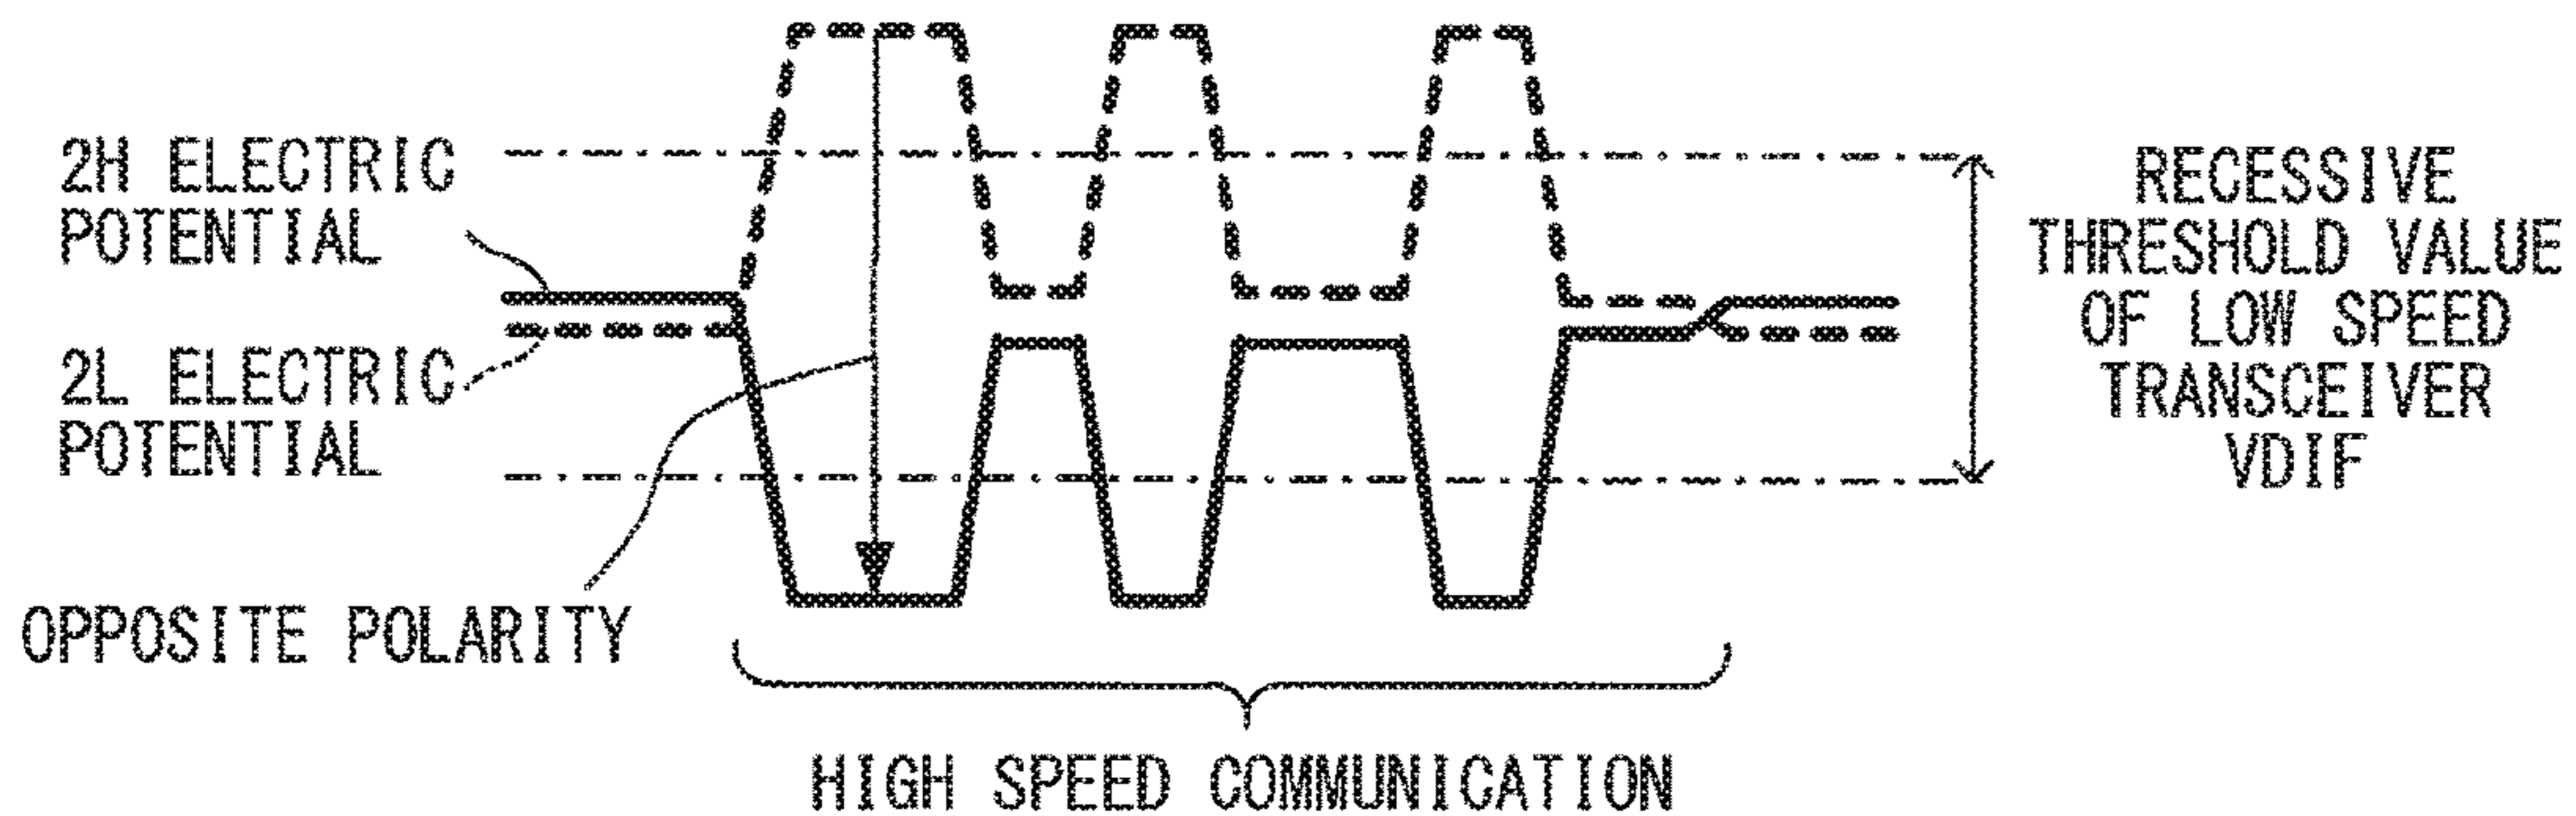 2H ELECTRIC
POTENTIAL
2L ELECTRIC
POTENTIAL
OPPOSITE POLARITY
HIGH SPEED COMMUNICATION
RECESSIVE
THRESHOLD VALUE
OF LOW SPEED
TRANSCEIVER
VDIF